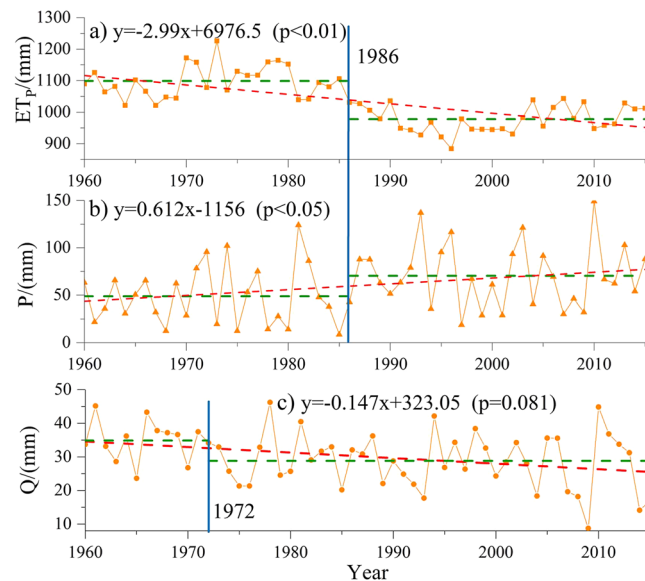 a) y=-2.99x+6976.5 (p<0.01)
1986
ETP/(mm)
1300
1200
1100
1000
900
1960 1970 1980 1990 2000 2010
b) y=0.612x-1156 (p<0.05)
P/(mm)
150
100
50
0
1960 1970 1980 1990 2000 2010
c) y=-0.147x+323.05 (p=0.081)
Q/(mm)
50
40
30
20
10
1972
1960 1970 1980 1990 2000 2010
Year